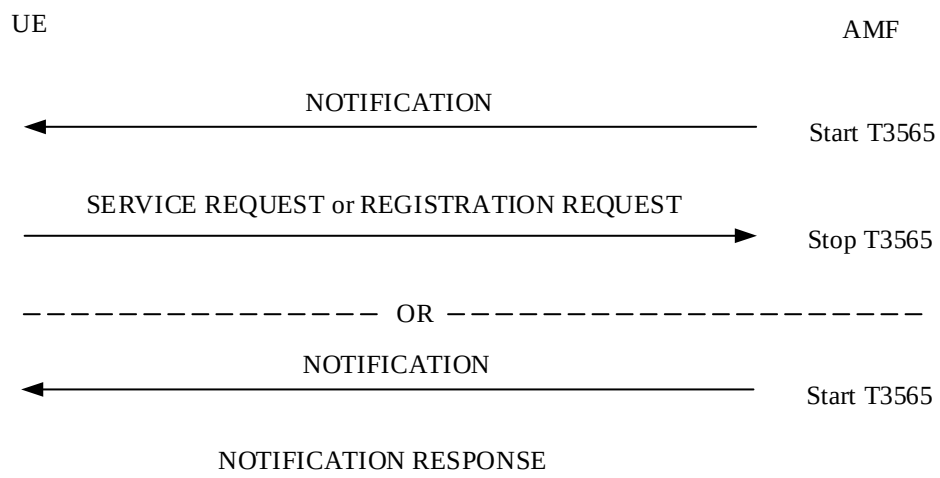 UE
AMF
NOTIFICATION
Start T3565
SERVICE REQUEST or REGISTRATION REQUEST
Stop T3565
OR
NOTIFICATION
Start T3565
NOTIFICATION RESPONSE